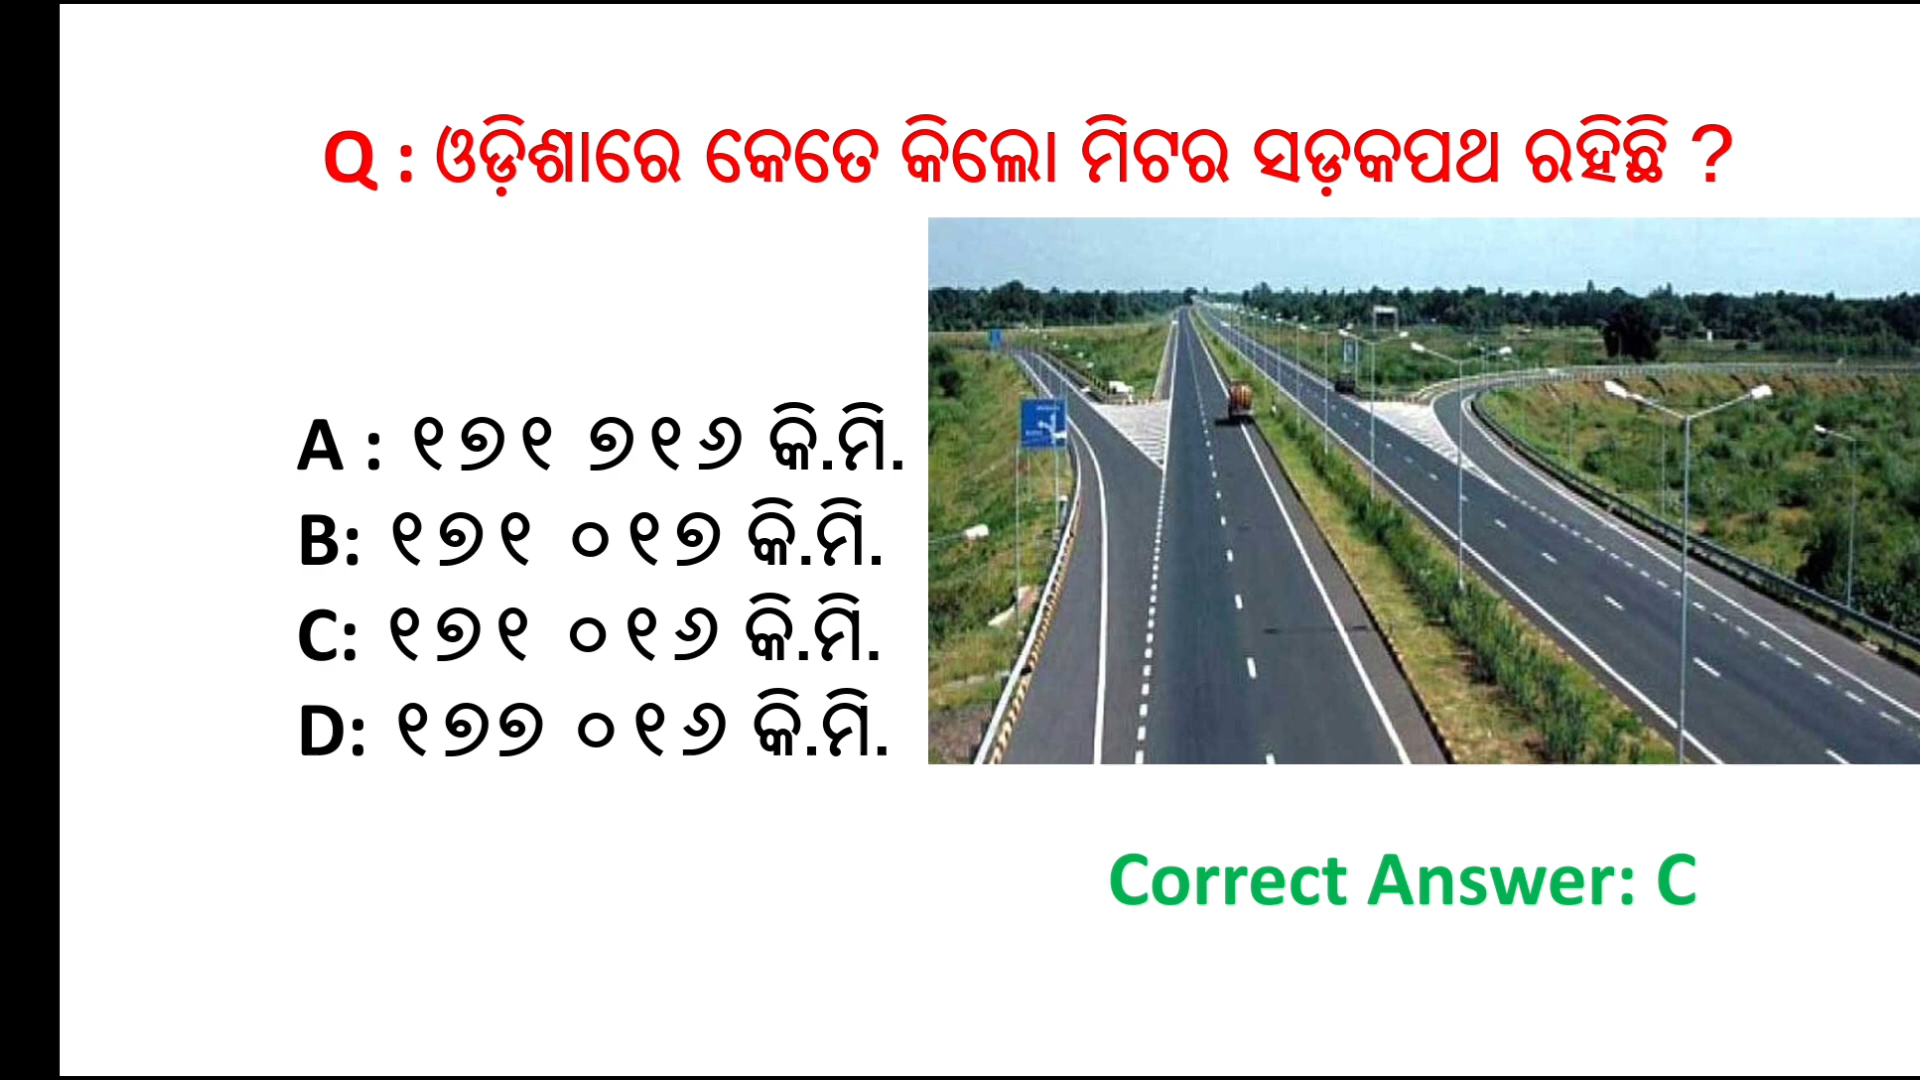 Q : ଓଡ଼ିଶାରେ କେତେ କିଲୋ ମିଟର ସଡ଼କପଥ ରହିଛି ?
A : ୧୭୧ ୭୧୬ କି.ମି.
B: ୧୭୧ ୦୧୭ କି.ମି.
C: ୧୭୧ ୦୧୬ କି.ମି.
D: ୧୭୭ ୦୧୬ କି.ମି.
Correct Answer: C